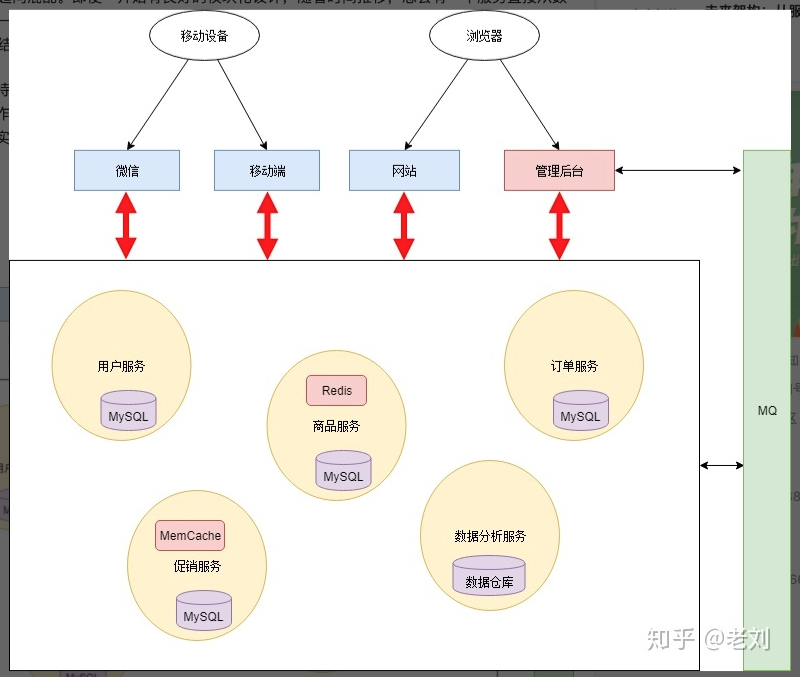 移动设备
浏览器
微信
移动端
网站
管理后台
用户服务
MySQL
Redis
商品服务
MySQL
订单服务
MySQL
MQ
MemCache
促销服务
MySQL
数据分析服务
数据仓库
知乎 @老刘